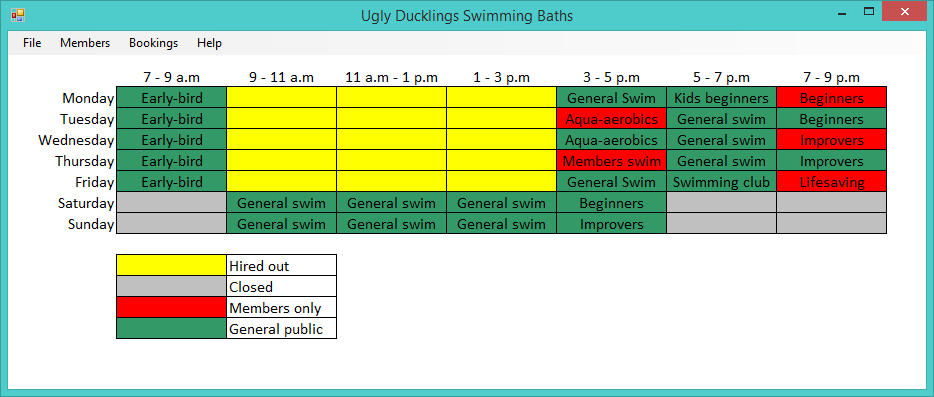 Ugly Ducklings Swimming Baths
File Members Bookings Help
7 - 9 a.m 9 - 11 a.m 11 a.m - 1 p.m 1 - 3 p.m 3 - 5 p.m 5 - 7 p.m 7 - 9 p.m
Monday Early-bird General Swim Kids beginners Beginners
Tuesday Early-bird Aqua-aerobics General swim Beginners
Wednesday Early-bird Aqua-aerobics General swim Improvers
Thursday Early-bird Members swim General swim Improvers
Friday Early-bird General Swim Swimming club Lifesaving
Saturday General swim General swim General swim Beginners
Sunday General swim General swim General swim Improvers
Hired out
Closed
Members only
General public